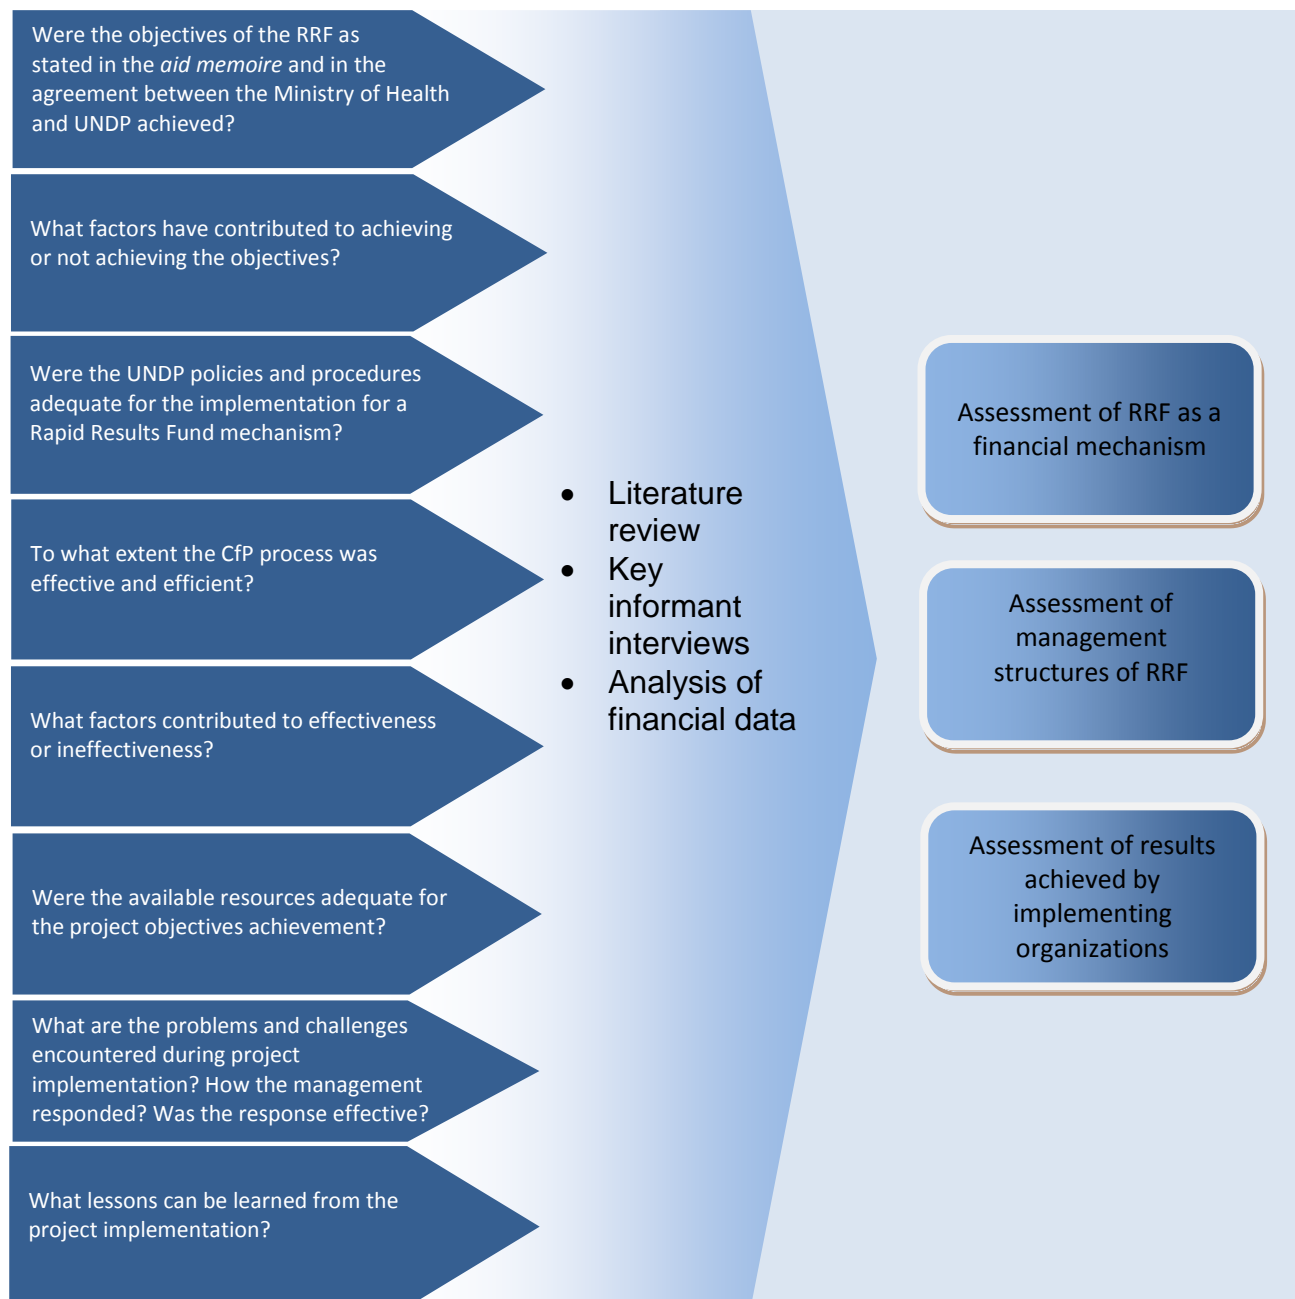 Were the objectives of the RRF as
stated in the aid memoire and in the
agreement between the Ministry of Health
and UNDP achieved?
What factors have contributed to achieving
or not achieving the objectives?
Were the UNDP policies and procedures
adequate for the implementation for a
Rapid Results Fund mechanism?
To what extent the CfP process was
effective and efficient?
What factors contributed to effectiveness
or ineffectiveness?
Were the available resources adequate for
the project objectives achievement?
What are the problems and challenges
encountered during project
implementation? How the management
responded? Was the response effective?
What lessons can be learned from the
project implementation?
• Literature
review
• Key
informant
interviews
• Analysis of
financial data
Assessment of RRF as a
financial mechanism
Assessment of
management
structures of RRF
Assessment of results
achieved by
implementing
organizations